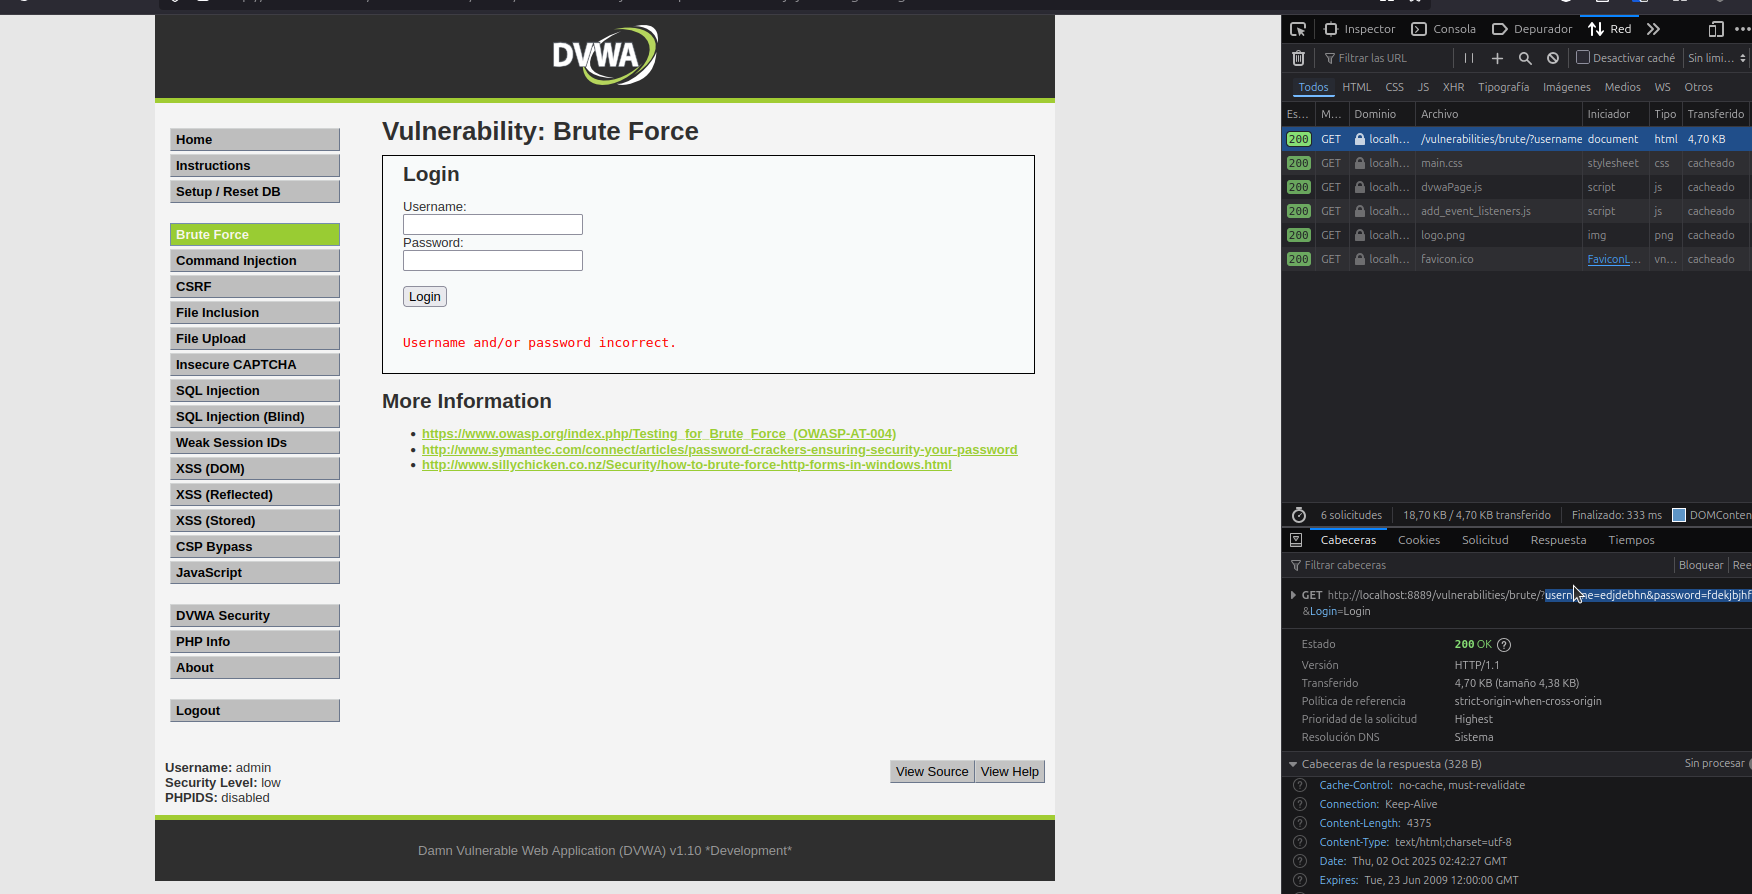 DVWA
Home
Instructions
Setup / Reset DB
Brute Force
Command Injection
CSRF
File Inclusion
File Upload
Insecure CAPTCHA
SQL Injection
SQL Injection (Blind)
Weak Session IDs
XSS (DOM)
XSS (Reflected)
XSS (Stored)
CSP Bypass
JavaScript
DVWA Security
PHP Info
About
Logout
Vulnerability: Brute Force
Login
Username:
Password:
Login
Username and/or password incorrect.
More Information
https://www.owasp.org/index.php/Testing_for_Brute_Force_(OWASP-AT-004)
http://www.symantec.com/connect/articles/password-crackers-ensuring-security-your-password
http://www.sillychicken.co.nz/Security/how-to-brute-force-http-forms-in-windows.html
Username: admin
Security Level: low
PHPIDS: disabled
View Source View Help
Damn Vulnerable Web Application (DVWA) v1.10 *Development*
Inspector Consola Depurador Red
Filtrar las URL Desactivar caché Sin limi...
Todos HTML CSS JS XHR Tipografía Imágenes Medios WS Otros
Es... M... Dominio Archivo Iniciador Tipo Transferido
200 GET localh... /vulnerabilities/brute/?username document html 4,70 KB
200 GET localh... main.css stylesheet css cacheado
200 GET localh... dvwaPage.js script js cacheado
200 GET localh... add_event_listeners.js script js cacheado
200 GET localh... logo.png img png cacheado
200 GET localh... favicon.ico FaviconL... vn... cacheado
6 solicitudes 18,70 KB / 4,70 KB transferido Finalizado: 333 ms DOMConten
Cabeceras Cookies Solicitud Respuesta Tiempos
Filtrar cabeceras Bloquear Ree
GET http://localhost:8889/vulnerabilities/brute/?username=edjdebhn&password=fdekjbjhf
&Login=Login
Estado 200 OK
Versión HTTP/1.1
Transferido 4,70 KB (tamaño 4,38 KB)
Política de referencia strict-origin-when-cross-origin
Prioridad de la solicitud Highest
Resolución DNS Sistema
Cabeceras de la respuesta (328 B) Sin procesar
Cache-Control: no-cache, must-revalidate
Connection: Keep-Alive
Content-Length: 4375
Content-Type: text/html;charset=utf-8
Date: Thu, 02 Oct 2025 02:42:27 GMT
Expires: Tue, 23 Jun 2009 12:00:00 GMT